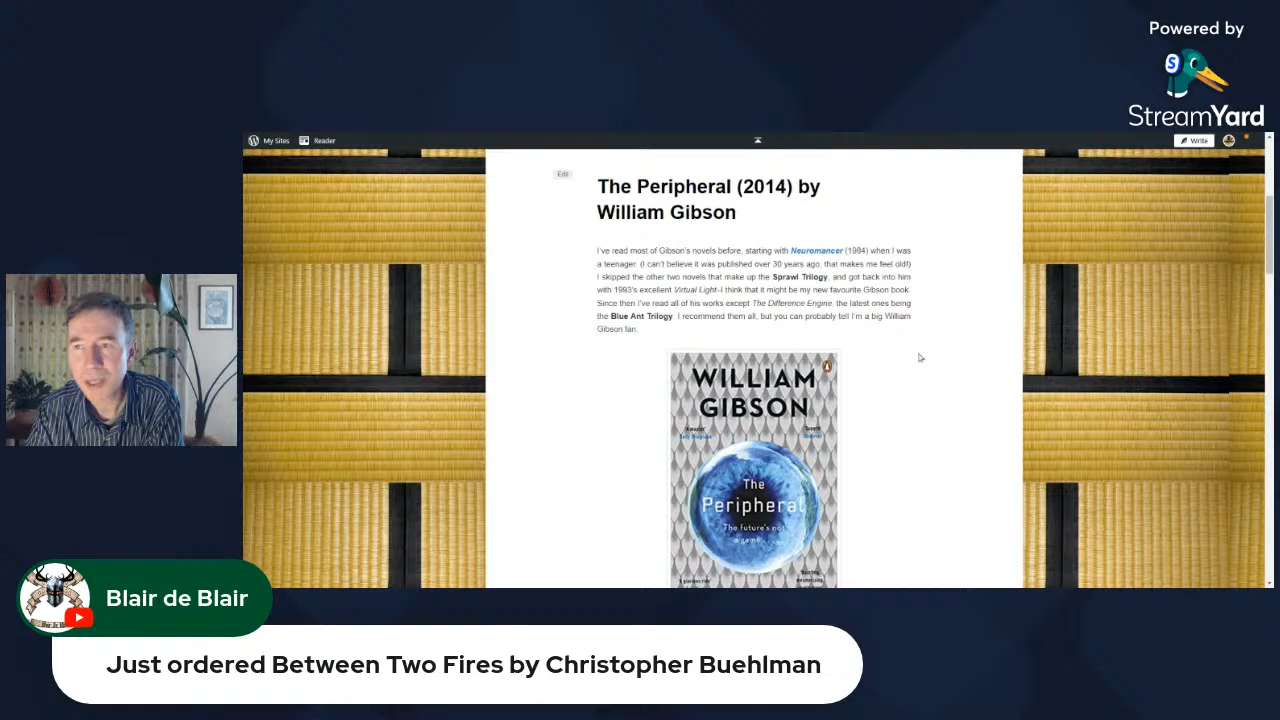 Powered by
StreamYard
My Sites
Reader
Write
Edit
The Peripheral (2014) by
William Gibson
I've read most of Gibson's novels before, starting with Neuromancer (1984) when I was
a teenager. (I can't believe it was published over 30 years ago, that makes me feel old!)
I skipped the other two novels that make up the Sprawl Trilogy, and got back into him
with 1993's excellent Virtual Light–I think that it might be my new favourite Gibson book.
Since then I've read all of his works except The Difference Engine, the latest ones being
the Blue Ant Trilogy. I recommend them all, but you can probably tell I'm a big William
Gibson fan.
WILLIAM
GIBSON
The
Peripheral
The future's not
a game
Blair de Blair
Just ordered Between Two Fires by Christopher Buehlman